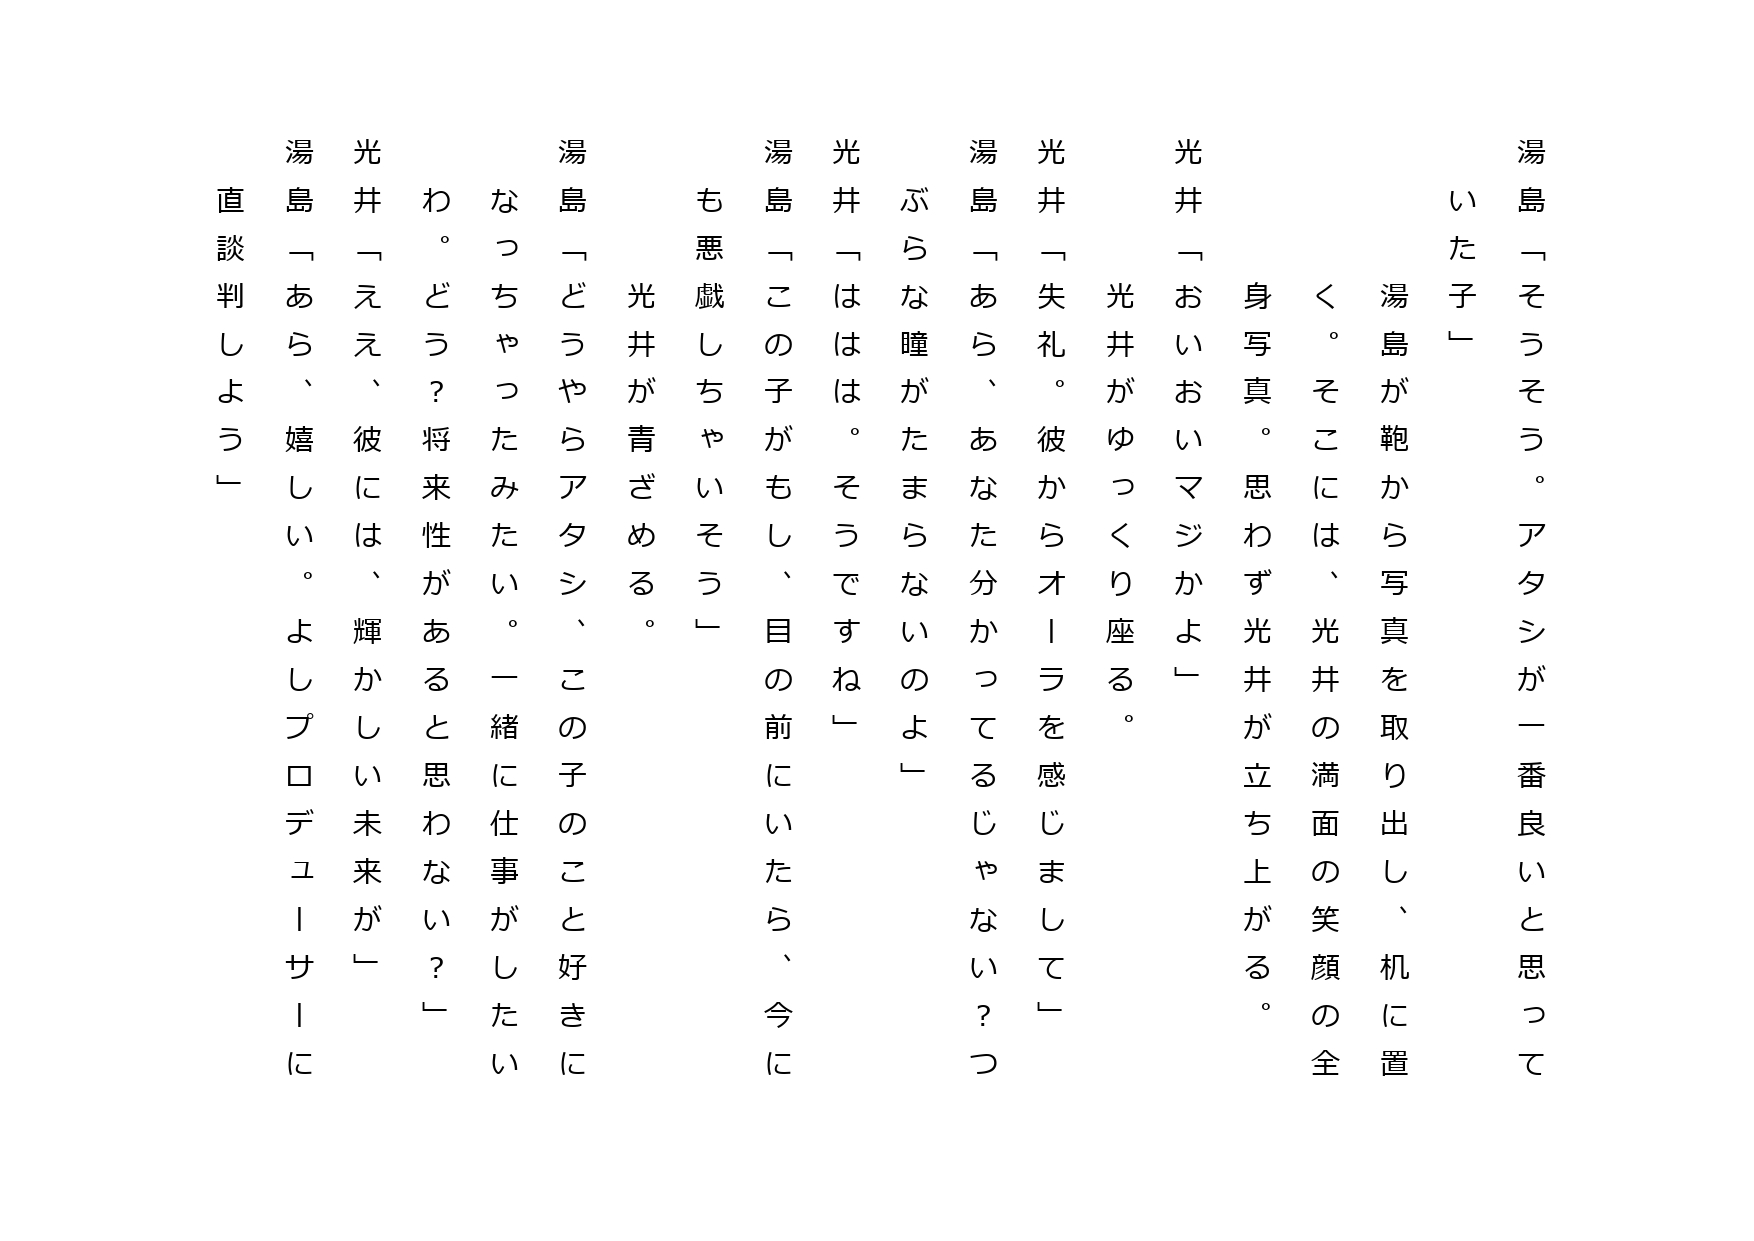 湯島「そうそう。アタシが一番良いと思って
いた子」
湯島が鞄から写真を取り出し、机に置
く。そこには、光井の満面の笑顔の全
身写真。思わず光井が立ち上がる。
光井「おいおいマジかよ」
光井がゆっくり座る。
光井「失礼。彼からオーラを感じまして」
湯島「あら、あなた分かってるじゃない?つ
ぶらな瞳がたまらないのよ」
光井「ははは。そうですね」
湯島「この子がもし、目の前にいたら、今に
も悪戯しちゃいそう」
光井が青ざめる。
湯島「どうやらアタシ、この子のこと好きに
なっちゃったみたい。一緒に仕事がしたい
わ。どう?将来性があると思わない?」
光井「ええ、彼には、輝かしい未来が」
湯島「あら、嬉しい。よしプロデューサーに
直談判しよう」